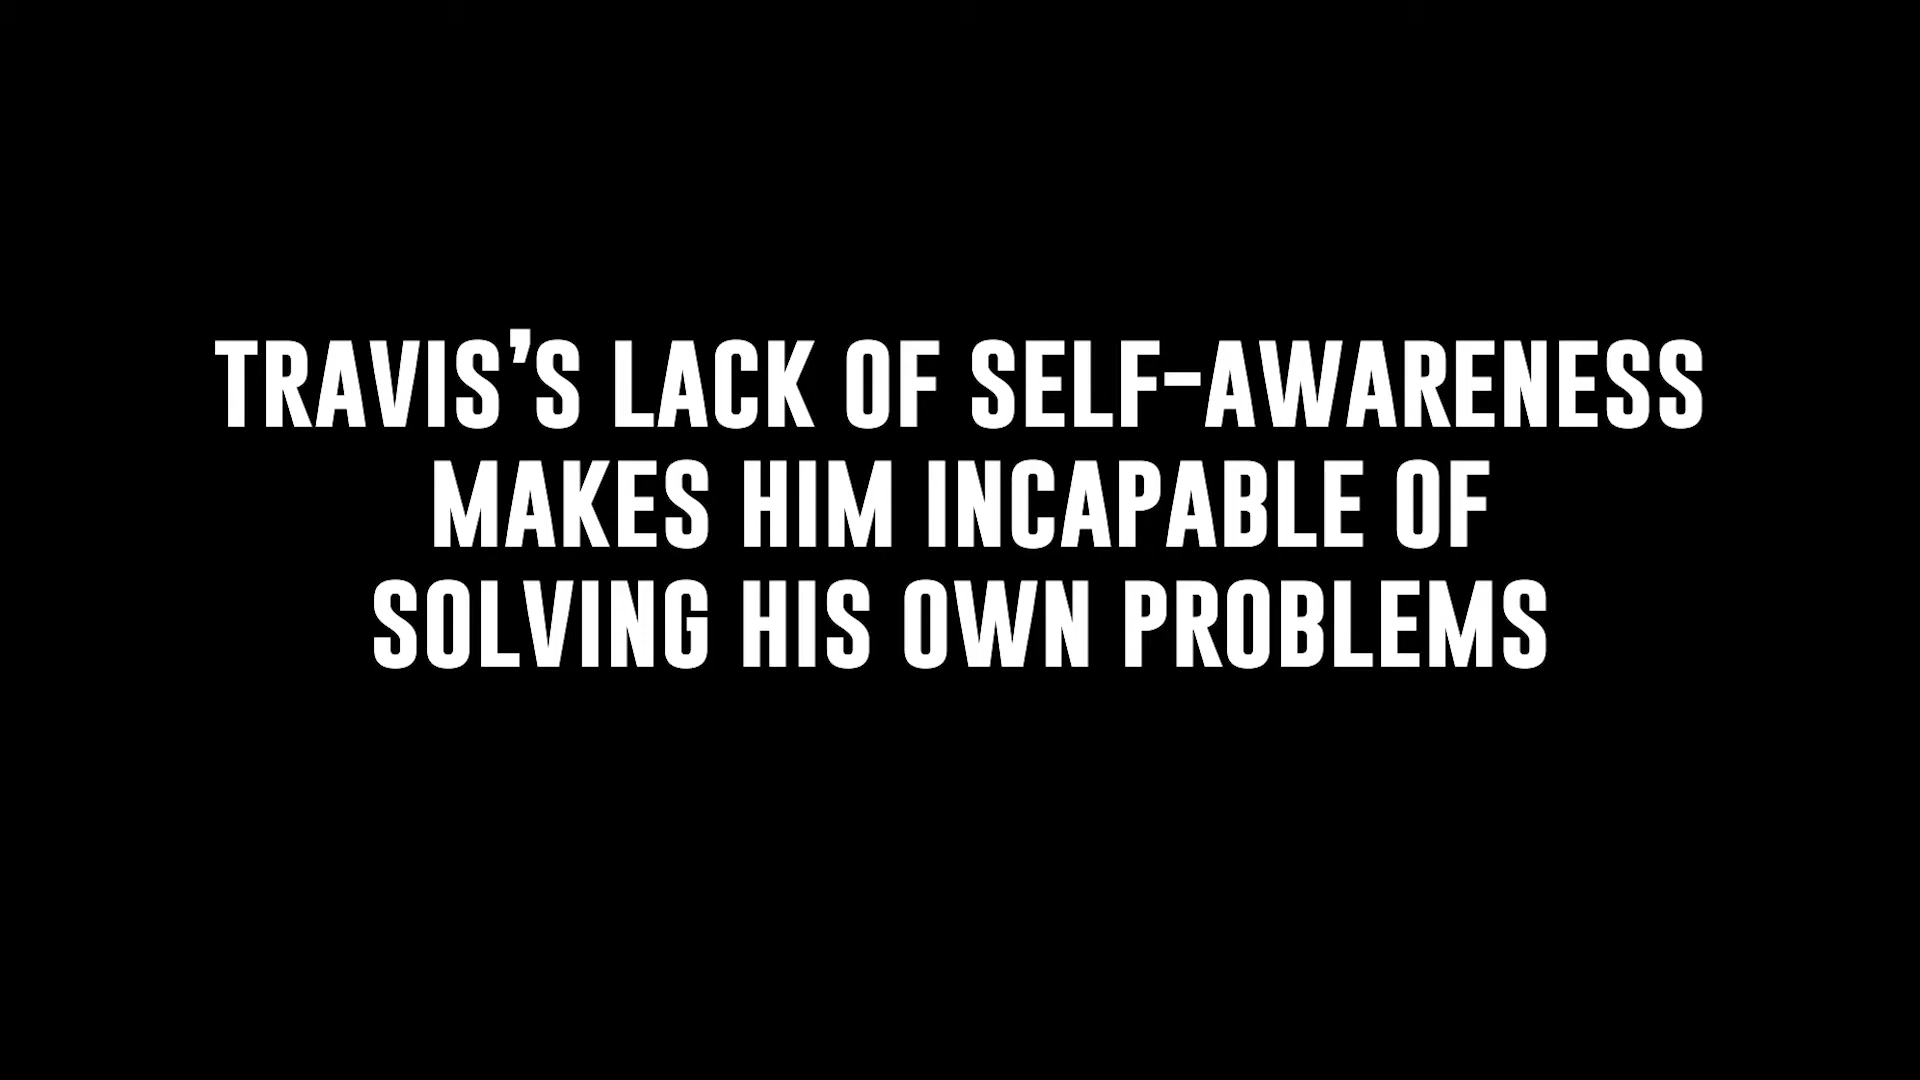 TRAVIS’S LACK OF SELF-AWARENESS
MAKES HIM INCAPABLE OF
SOLVING HIS OWN PROBLEMS